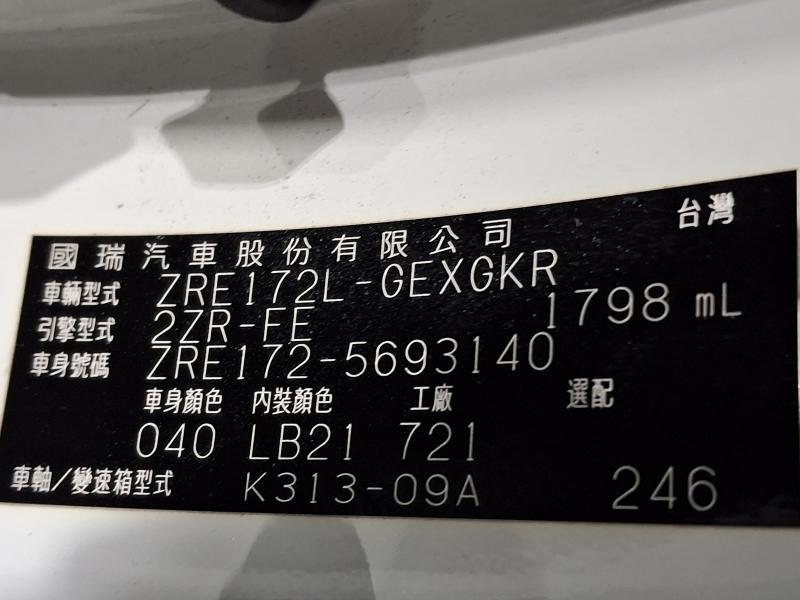 台灣
國瑞汽車股份有限公司
車輛型式 ZRE172L-GEXGKR
引擎型式 2ZR-FE 1798 mL
車身號碼 ZRE172-5693140
車身顏色 內裝顏色 工廠 選配
040 LB21 721
車軸/變速箱型式 K313-09A 246